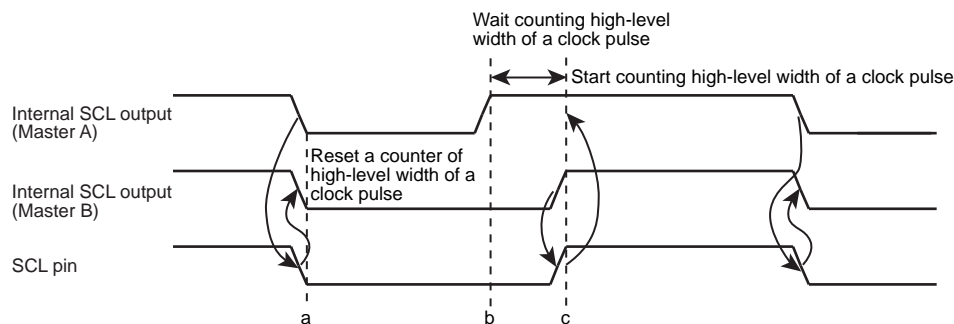 Wait counting high-level
width of a clock pulse
Start counting high-level width of a clock pulse
Internal SCL output
(Master A)
Reset a counter of
high-level width of a
clock pulse
Internal SCL output
(Master B)
SCL pin
a
b
c